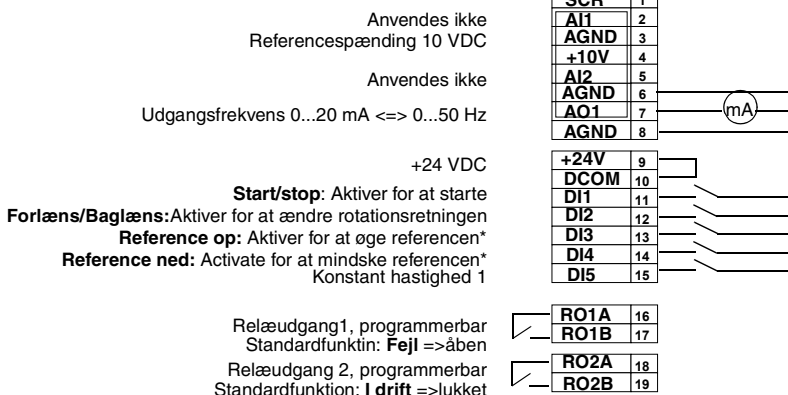 SCR 1
Anvendes ikke AI1 2
Referencespænding 10 VDC AGND 3
+10V 4
Anvendes ikke AI2 5
AGND 6
Udgangsfrekvens 0...20 mA <=> 0...50 Hz AO1 7 mA
AGND 8
+24 VDC +24V 9
DCOM 10
Start/stop: Aktiver for at starte DI1 11
Forlæns/Baglæns:Aktiver for at ændre rotationsretningen DI2 12
Reference op: Aktiver for at øge referencen* DI3 13
Reference ned: Activate for at mindske referencen* DI4 14
Konstant hastighed 1 DI5 15
Relæudgang1, programmerbar RO1A 16
Standardfunktin: Fejl =>åben RO1B 17
Relæudgang 2, programmerbar RO2A 18
Standardfunktion: I drift =>lukket RO2B 19